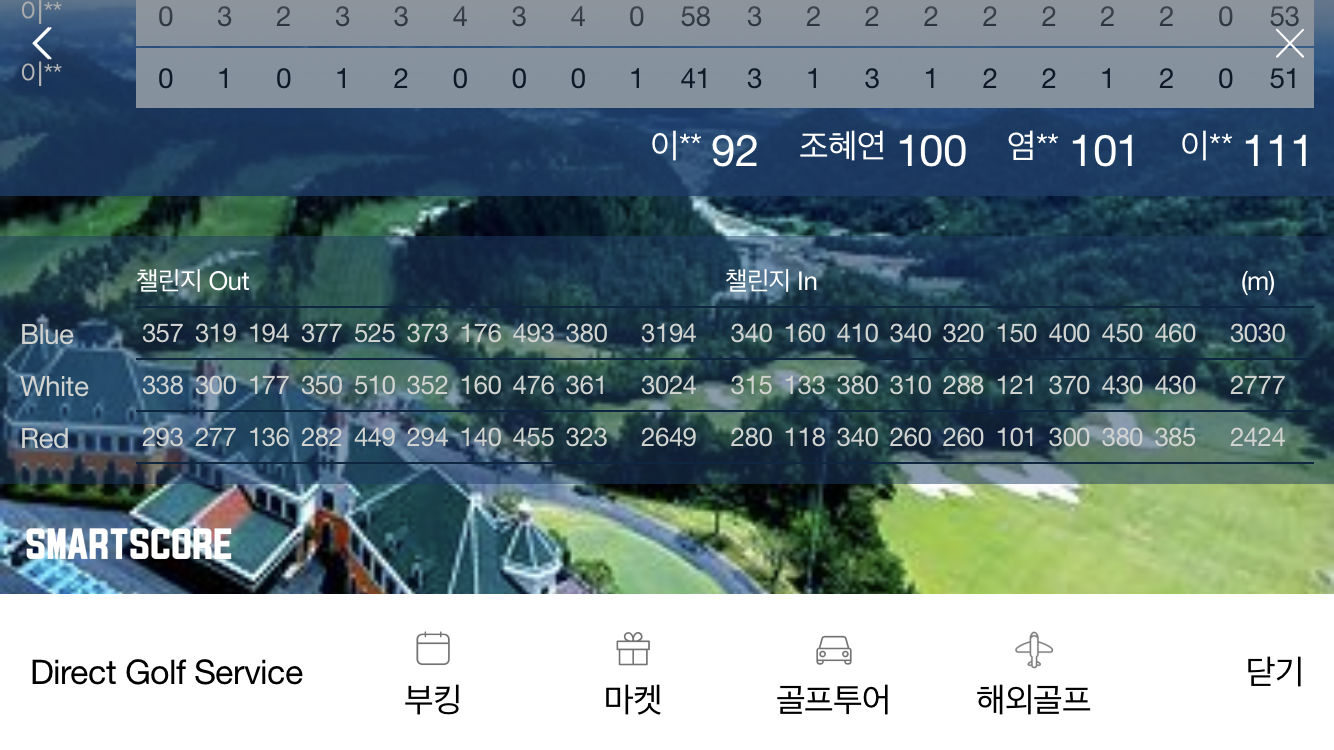 이** 0 3 2 3 3 4 3 4 0 58 3 2 2 2 2 2 2 2 0 53
이** 0 1 0 1 2 0 0 0 1 41 3 1 3 1 2 2 1 2 0 51
이** 92 조혜연 100 염** 101 이** 111
챌린지 Out 챌린지 In (m)
Blue 357 319 194 377 525 373 176 493 380 3194 340 160 410 340 320 150 400 450 460 3030
White 338 300 177 350 510 352 160 476 361 3024 315 133 380 310 288 121 370 430 430 2777
Red 293 277 136 282 449 294 140 455 323 2649 280 118 340 260 260 101 300 380 385 2424
SMARTSCORE
Direct Golf Service 부킹 마켓 골프투어 해외골프 닫기